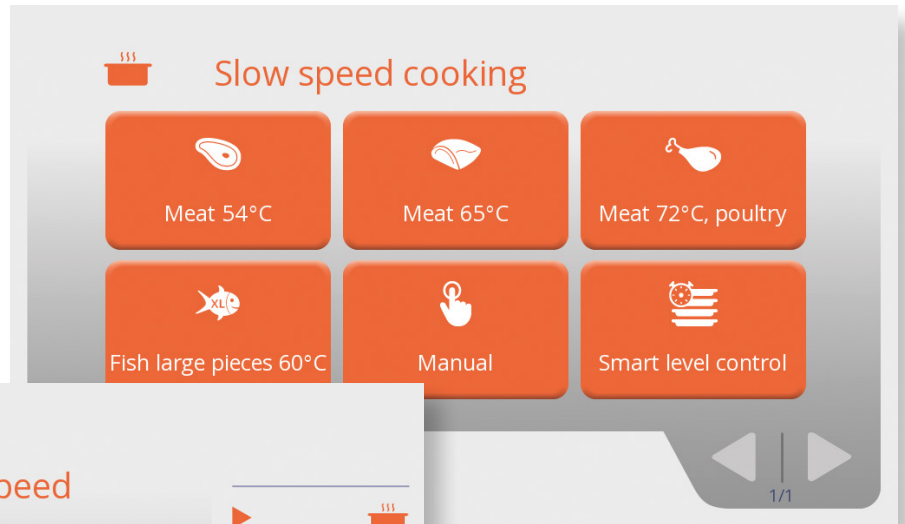 Slow speed cooking
Meat 54°C
Meat 65°C
Meat 72°C, poultry
XL
Fish large pieces 60°C
Manual
Smart level control
1/1